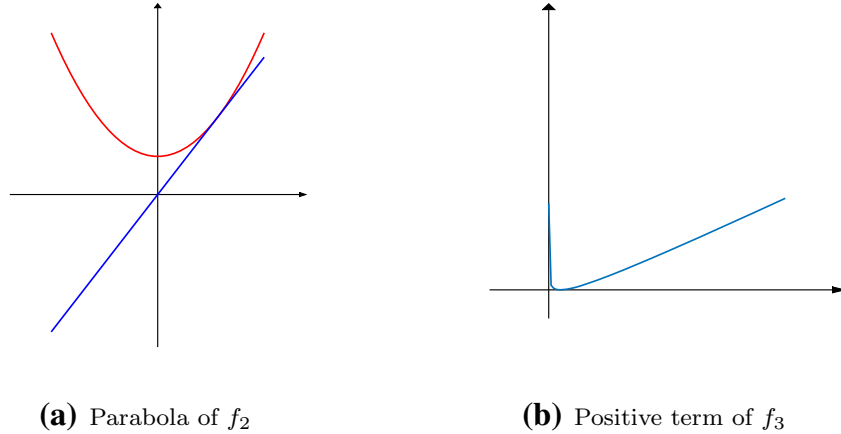 (a) Parabola of f₂
(b) Positive term of f₃